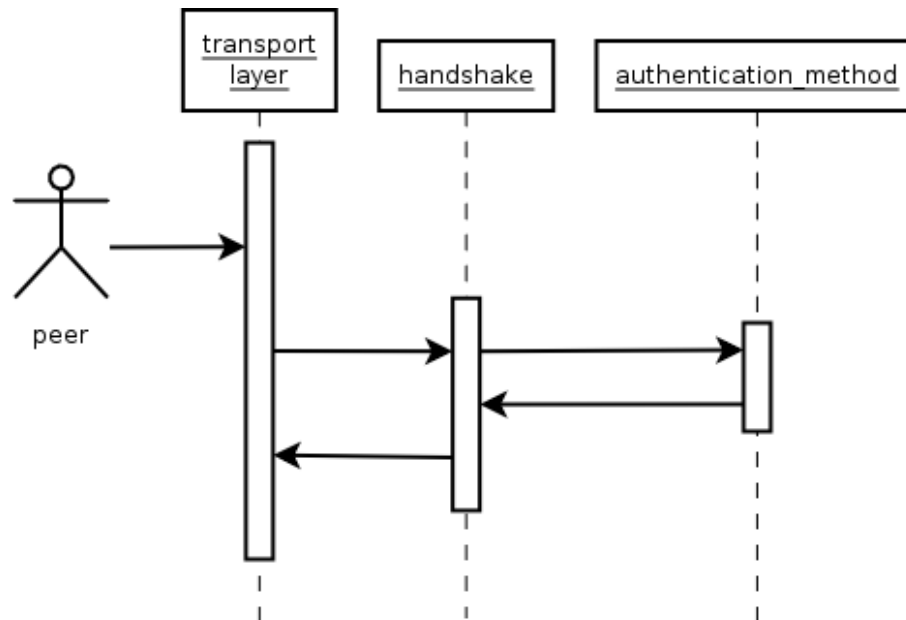 transport
layer
handshake
authentication_method
peer